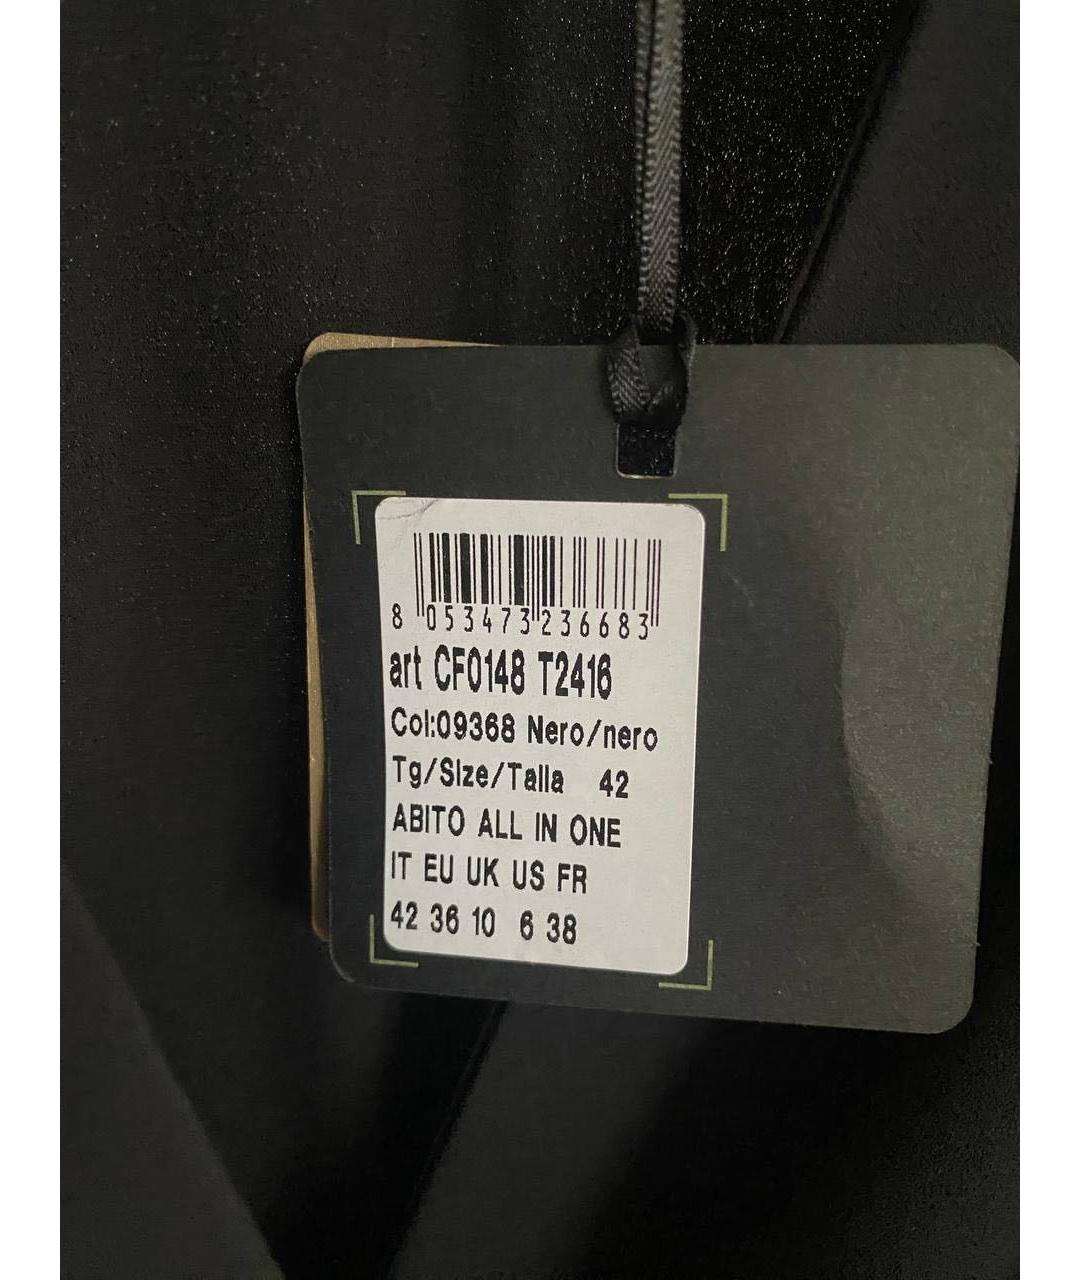 8 053473 236683
art CF0148 T2416
Col:09368 Nero/nero
Tg/Size/Talla 42
ABITO ALL IN ONE
IT EU UK US FR
42 36 10 6 38